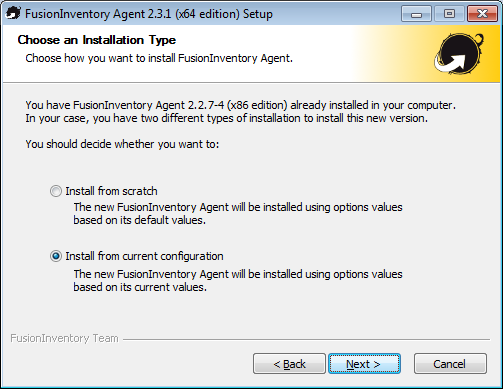 FusionInventory Agent 2.3.1 (x64 edition) Setup
Choose an Installation Type
Choose how you want to install FusionInventory Agent.
You have FusionInventory Agent 2.2.7-4 (x86 edition) already installed in your computer.
In your case, you have two different types of installation to install this new version.
You should decide whether you want to:
Install from scratch
The new FusionInventory Agent will be installed using options values
based on its default values.
Install from current configuration
The new FusionInventory Agent will be installed using options values
based on its current values.
FusionInventory Team
< Back Next > Cancel